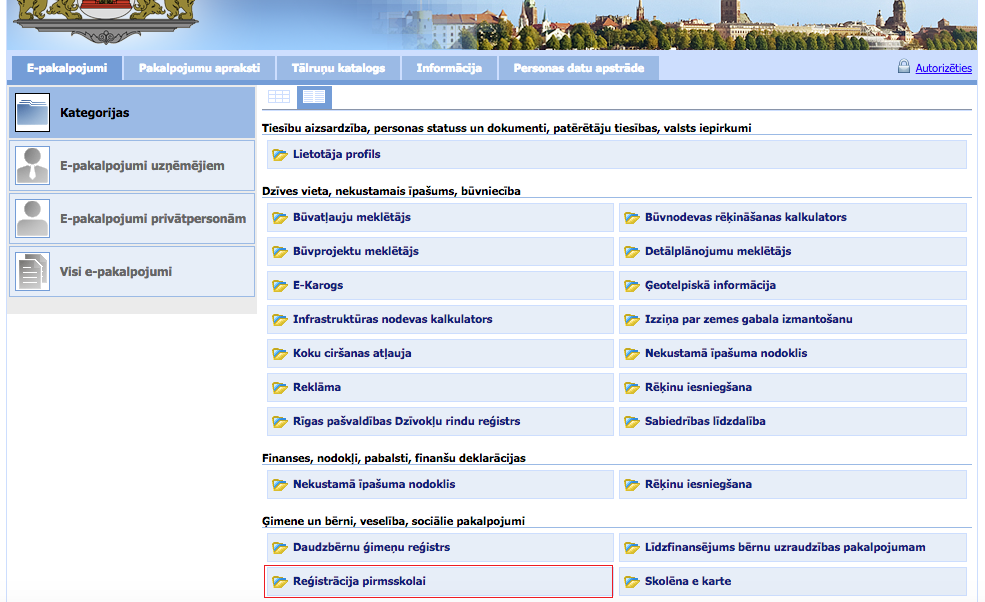 E-pakalpojumi Pakalpojumu apraksti Tālruņu katalogs Informācija Personas datu apstrāde Autorizēties
Kategorijas
E-pakalpojumi uzņēmējiem
E-pakalpojumi privātpersonām
Visi e-pakalpojumi
Tiesību aizsardzība, personas statuss un dokumenti, patērētāju tiesības, valsts iepirkumi
Lietotāja profils
Dzīves vieta, nekustamais īpašums, būvniecība
Būvatļauju meklētājs Būvnodevas rēķināšanas kalkulators
Būvprojektu meklētājs Detālplānojumu meklētājs
E-Karogs Ģeotelpiskā informācija
Infrastruktūras nodevas kalkulators Izziņa par zemes gabala izmantošanu
Koku ciršanas atļauja Nekustamā īpašuma nodoklis
Reklāma Rēķinu iesniegšana
Rīgas pašvaldības Dzīvokļu rindu reģistrs Sabiedrības līdzdalība
Finanses, nodokļi, pabalsti, finanšu deklarācijas
Nekustamā īpašuma nodoklis Rēķinu iesniegšana
Ģimene un bērni, veselība, sociālie pakalpojumi
Daudzbērnu ģimeņu reģistrs Līdzfinansējums bērnu uzraudzības pakalpojumam
Reģistrācija pirmsskolai Skolēna e karte